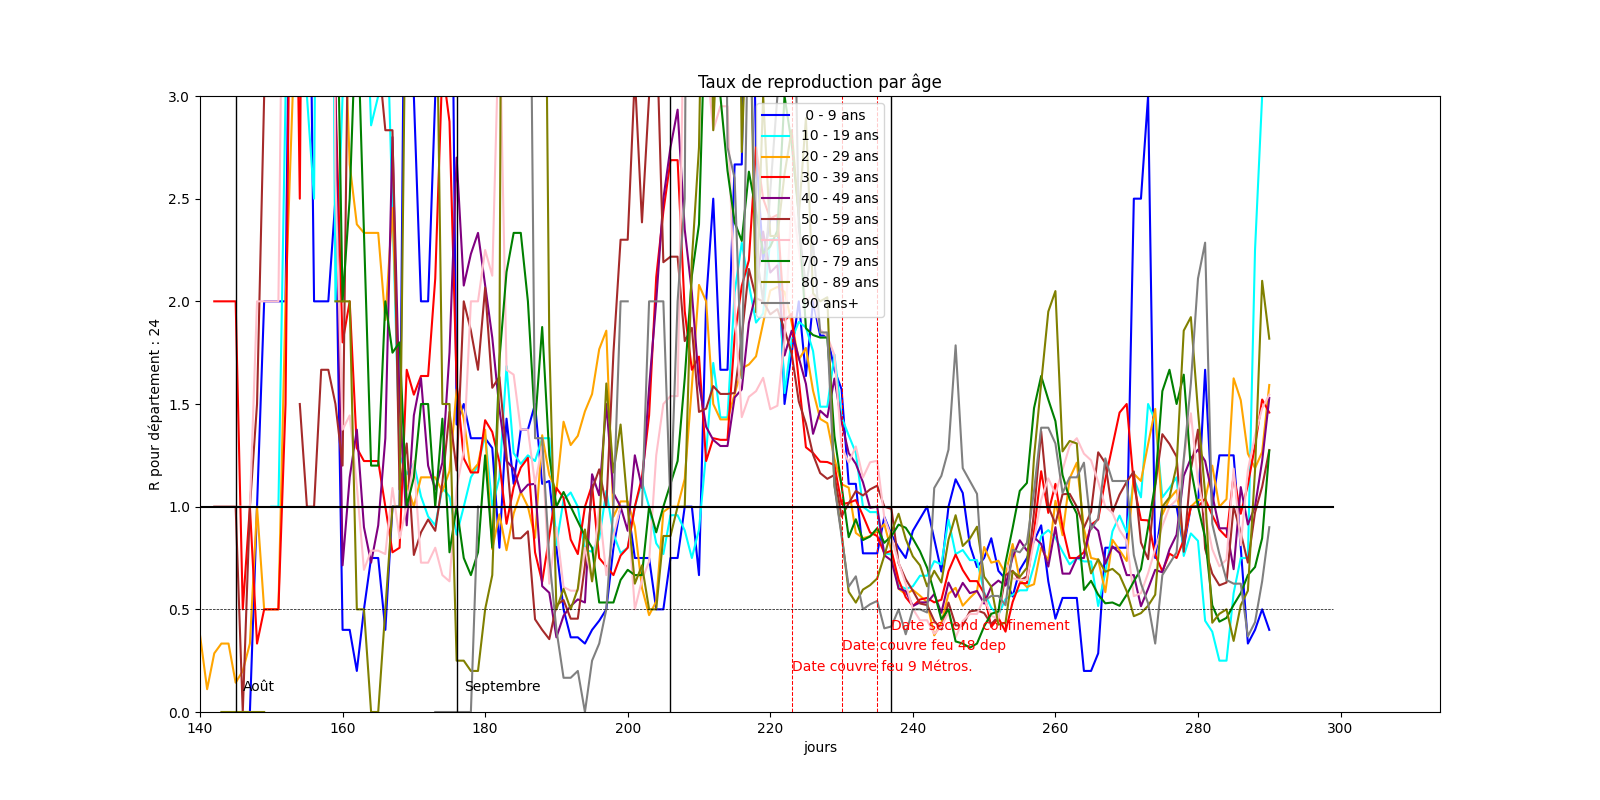 Taux de reproduction par âge
R pour département : 24
3.0
2.5
2.0
1.5
1.0
0.5
0.0
0 - 9 ans
10 - 19 ans
20 - 29 ans
30 - 39 ans
40 - 49 ans
50 - 59 ans
60 - 69 ans
70 - 79 ans
80 - 89 ans
90 ans+
Date second confinement
Date couvre feu 48 dep
Date couvre feu 9 Métros.
Août
Septembre
140 160 180 200 220 240 260 280 300
jours